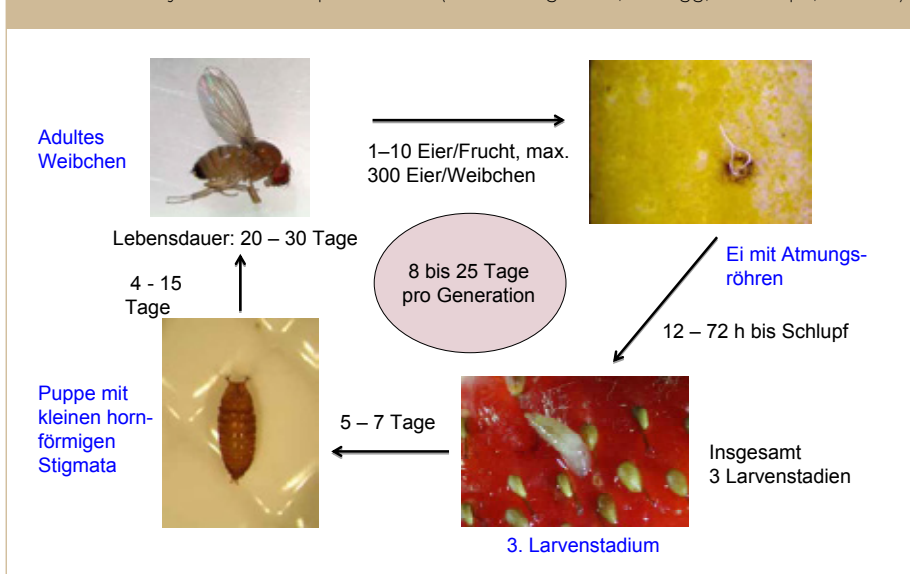 Adultes
Weibchen
1–10 Eier/Frucht, max.
300 Eier/Weibchen
Lebensdauer: 20 – 30 Tage
8 bis 25 Tage
pro Generation
Ei mit Atmungs-
röhren
4 - 15
Tage
12 – 72 h bis Schlupf
Puppe mit
kleinen horn-
förmigen
Stigmata
5 – 7 Tage
Insgesamt
3 Larvenstadien
3. Larvenstadium